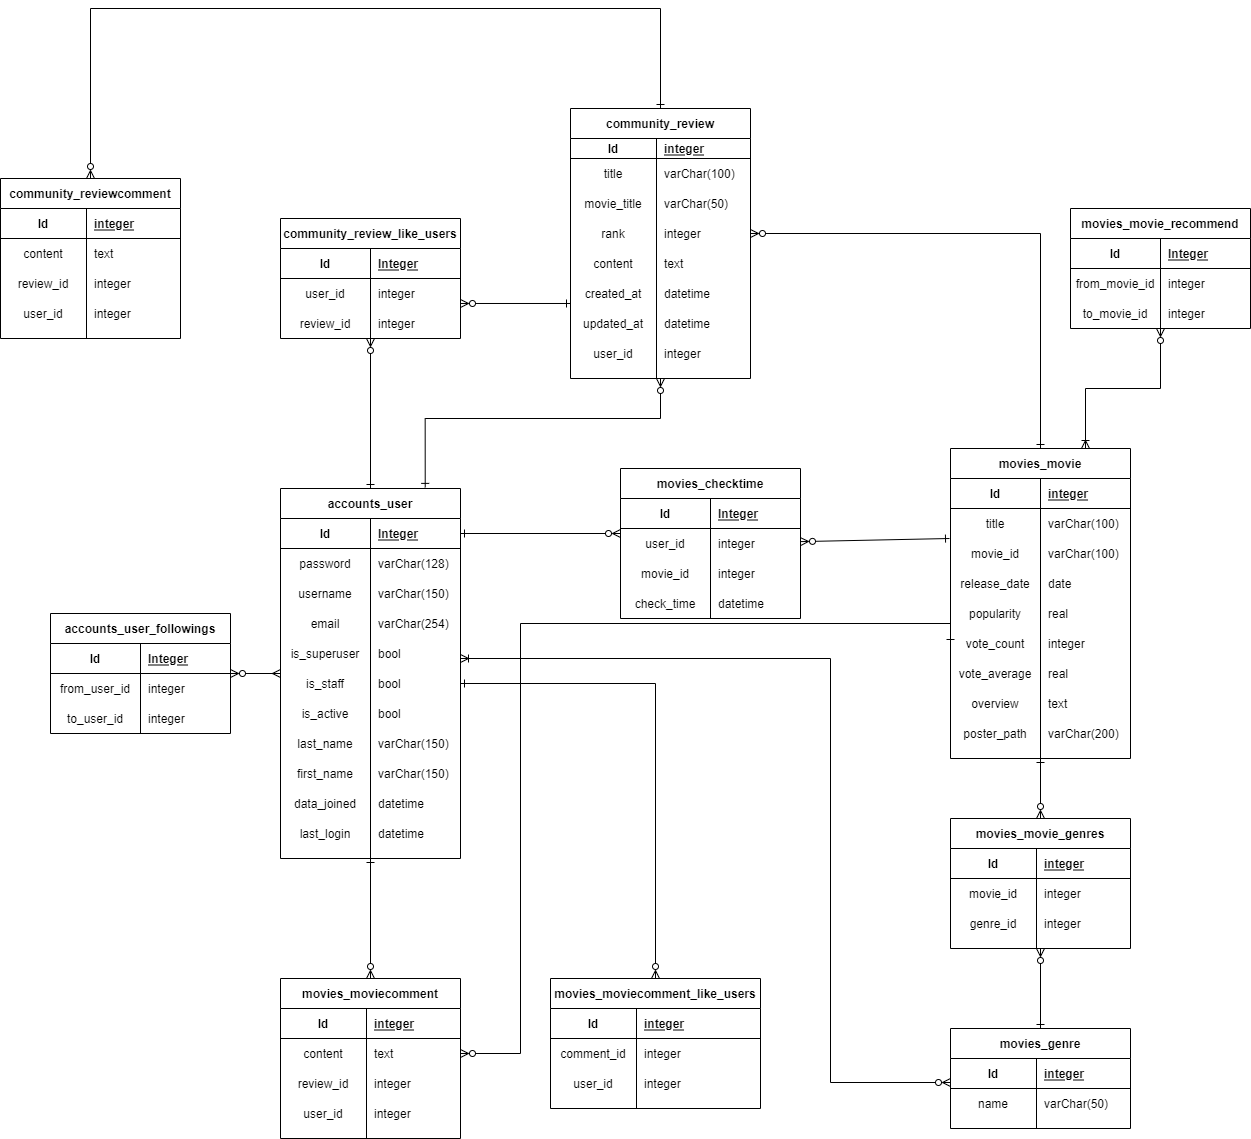 community_review
Id integer
title varChar(100)
movie_title varChar(50)
rank integer
content text
created_at datetime
updated_at datetime
user_id integer
community_reviewcomment
Id integer
content text
review_id integer
user_id integer
community_review_like_users
Id Integer
user_id integer
review_id integer
movies_movie_recommend
Id Integer
from_movie_id integer
to_movie_id integer
movies_movie
Id integer
title varChar(100)
movie_id varChar(100)
release_date date
popularity real
vote_count integer
vote_average real
overview text
poster_path varChar(200)
movies_checktime
Id Integer
user_id integer
movie_id integer
check_time datetime
accounts_user
Id Integer
password varChar(128)
username varChar(150)
email varChar(254)
is_superuser bool
is_staff bool
is_active bool
last_name varChar(150)
first_name varChar(150)
data_joined datetime
last_login datetime
accounts_user_followings
Id Integer
from_user_id integer
to_user_id integer
movies_movie_genres
Id integer
movie_id integer
genre_id integer
movies_moviecomment
Id integer
content text
review_id integer
user_id integer
movies_moviecomment_like_users
Id integer
comment_id integer
user_id integer
movies_genre
Id integer
name varChar(50)